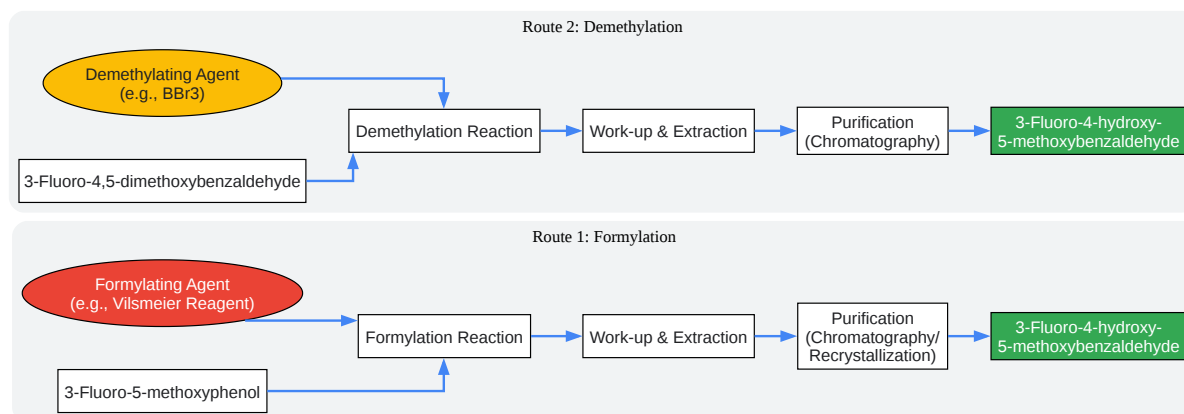 Route 2: Demethylation
Demethylating Agent
(e.g., BBr3)
Demethylation Reaction
Work-up & Extraction
Purification
(Chromatography)
3-Fluoro-4-hydroxy-
5-methoxybenzaldehyde
3-Fluoro-4,5-dimethoxybenzaldehyde
Route 1: Formylation
Formylating Agent
(e.g., Vilsmeier Reagent)
Formylation Reaction
Work-up & Extraction
Purification
(Chromatography/
Recrystallization)
3-Fluoro-4-hydroxy-
5-methoxybenzaldehyde
3-Fluoro-5-methoxyphenol